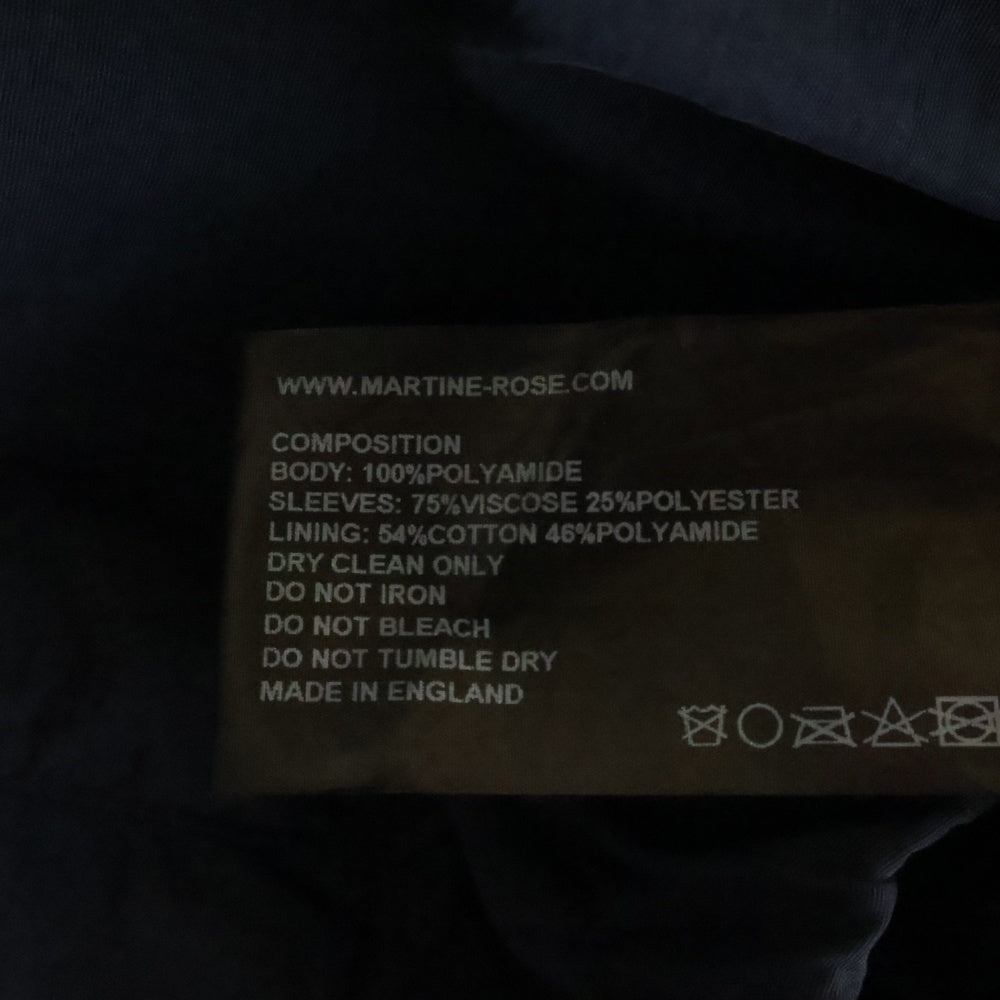 WWW.MARTINE-ROSE.COM
COMPOSITION
BODY: 100%POLYAMIDE
SLEEVES: 75%VISCOSE 25%POLYESTER
LINING: 54%COTTON 46%POLYAMIDE
DRY CLEAN ONLY
DO NOT IRON
DO NOT BLEACH
DO NOT TUMBLE DRY
MADE IN ENGLAND